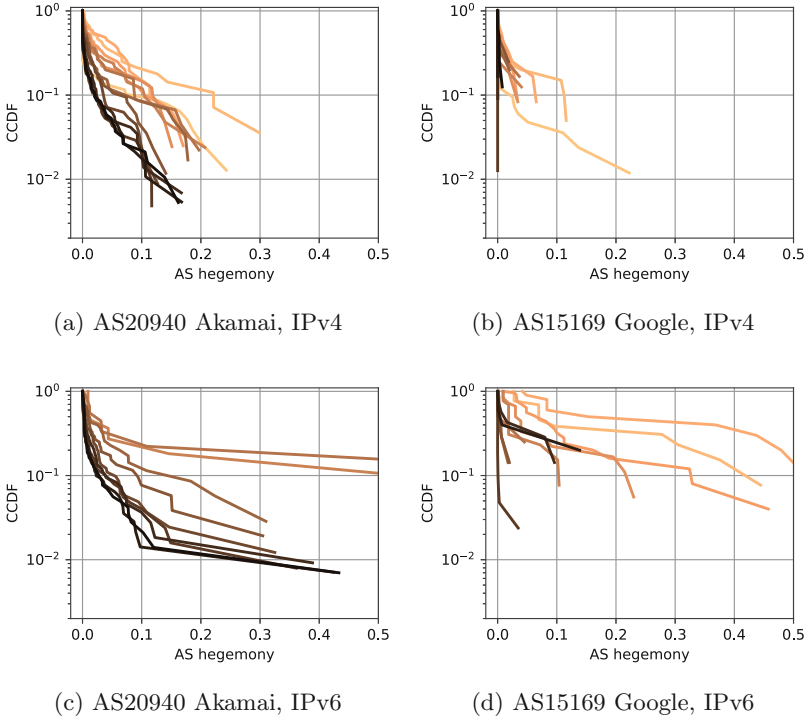 10⁰
10⁻¹
10⁻²
CCDF
0.0 0.1 0.2 0.3 0.4 0.5
AS hegemony
(a) AS20940 Akamai, IPv4
10⁰
10⁻¹
10⁻²
CCDF
0.0 0.1 0.2 0.3 0.4 0.5
AS hegemony
(b) AS15169 Google, IPv4
10⁰
10⁻¹
10⁻²
CCDF
0.0 0.1 0.2 0.3 0.4 0.5
AS hegemony
(c) AS20940 Akamai, IPv6
10⁰
10⁻¹
10⁻²
CCDF
0.0 0.1 0.2 0.3 0.4 0.5
AS hegemony
(d) AS15169 Google, IPv6